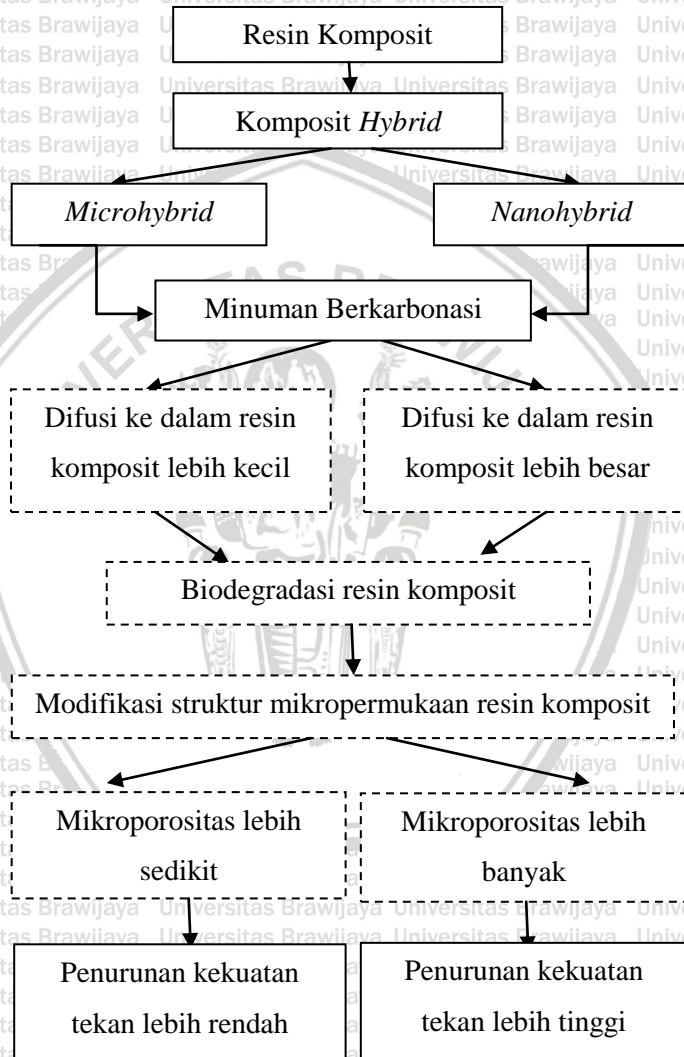 Resin Komposit
Komposit Hybrid
Microhybrid
Nanohybrid
Minuman Berkarbonasi
Difusi ke dalam resin
komposit lebih kecil
Difusi ke dalam resin
komposit lebih besar
Biodegradasi resin komposit
Modifikasi struktur mikropermukaan resin komposit
Mikroporositas lebih
sedikit
Mikroporositas lebih
banyak
Penurunan kekuatan
tekan lebih rendah
Penurunan kekuatan
tekan lebih tinggi